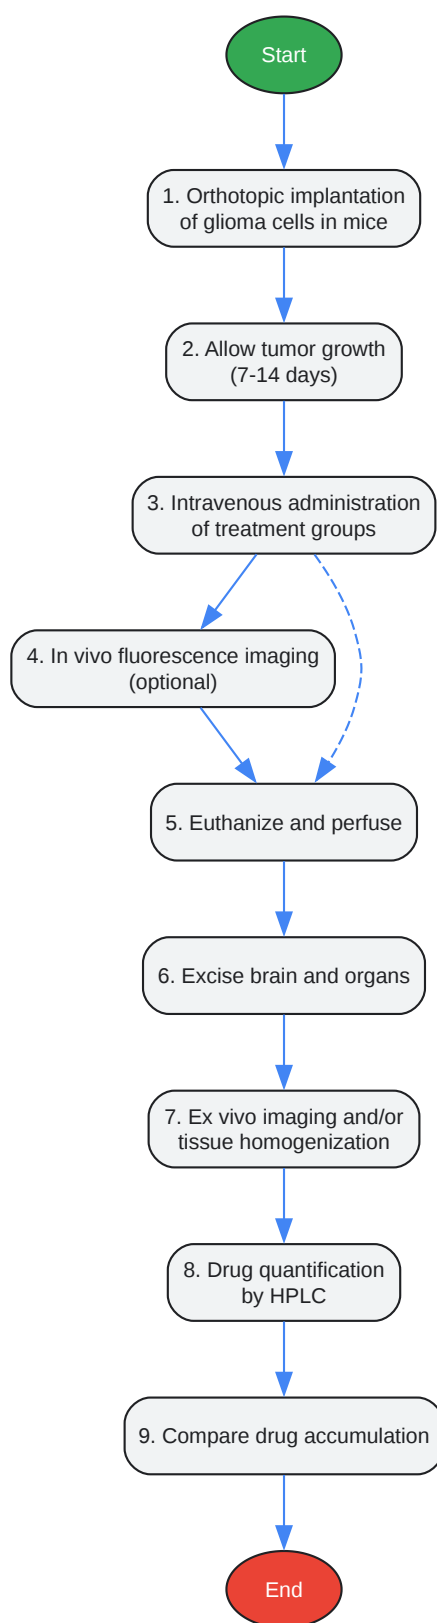 Start
1. Orthotopic implantation
of glioma cells in mice
2. Allow tumor growth
(7-14 days)
3. Intravenous administration
of treatment groups
4. In vivo fluorescence imaging
(optional)
5. Euthanize and perfuse
6. Excise brain and organs
7. Ex vivo imaging and/or
tissue homogenization
8. Drug quantification
by HPLC
9. Compare drug accumulation
End